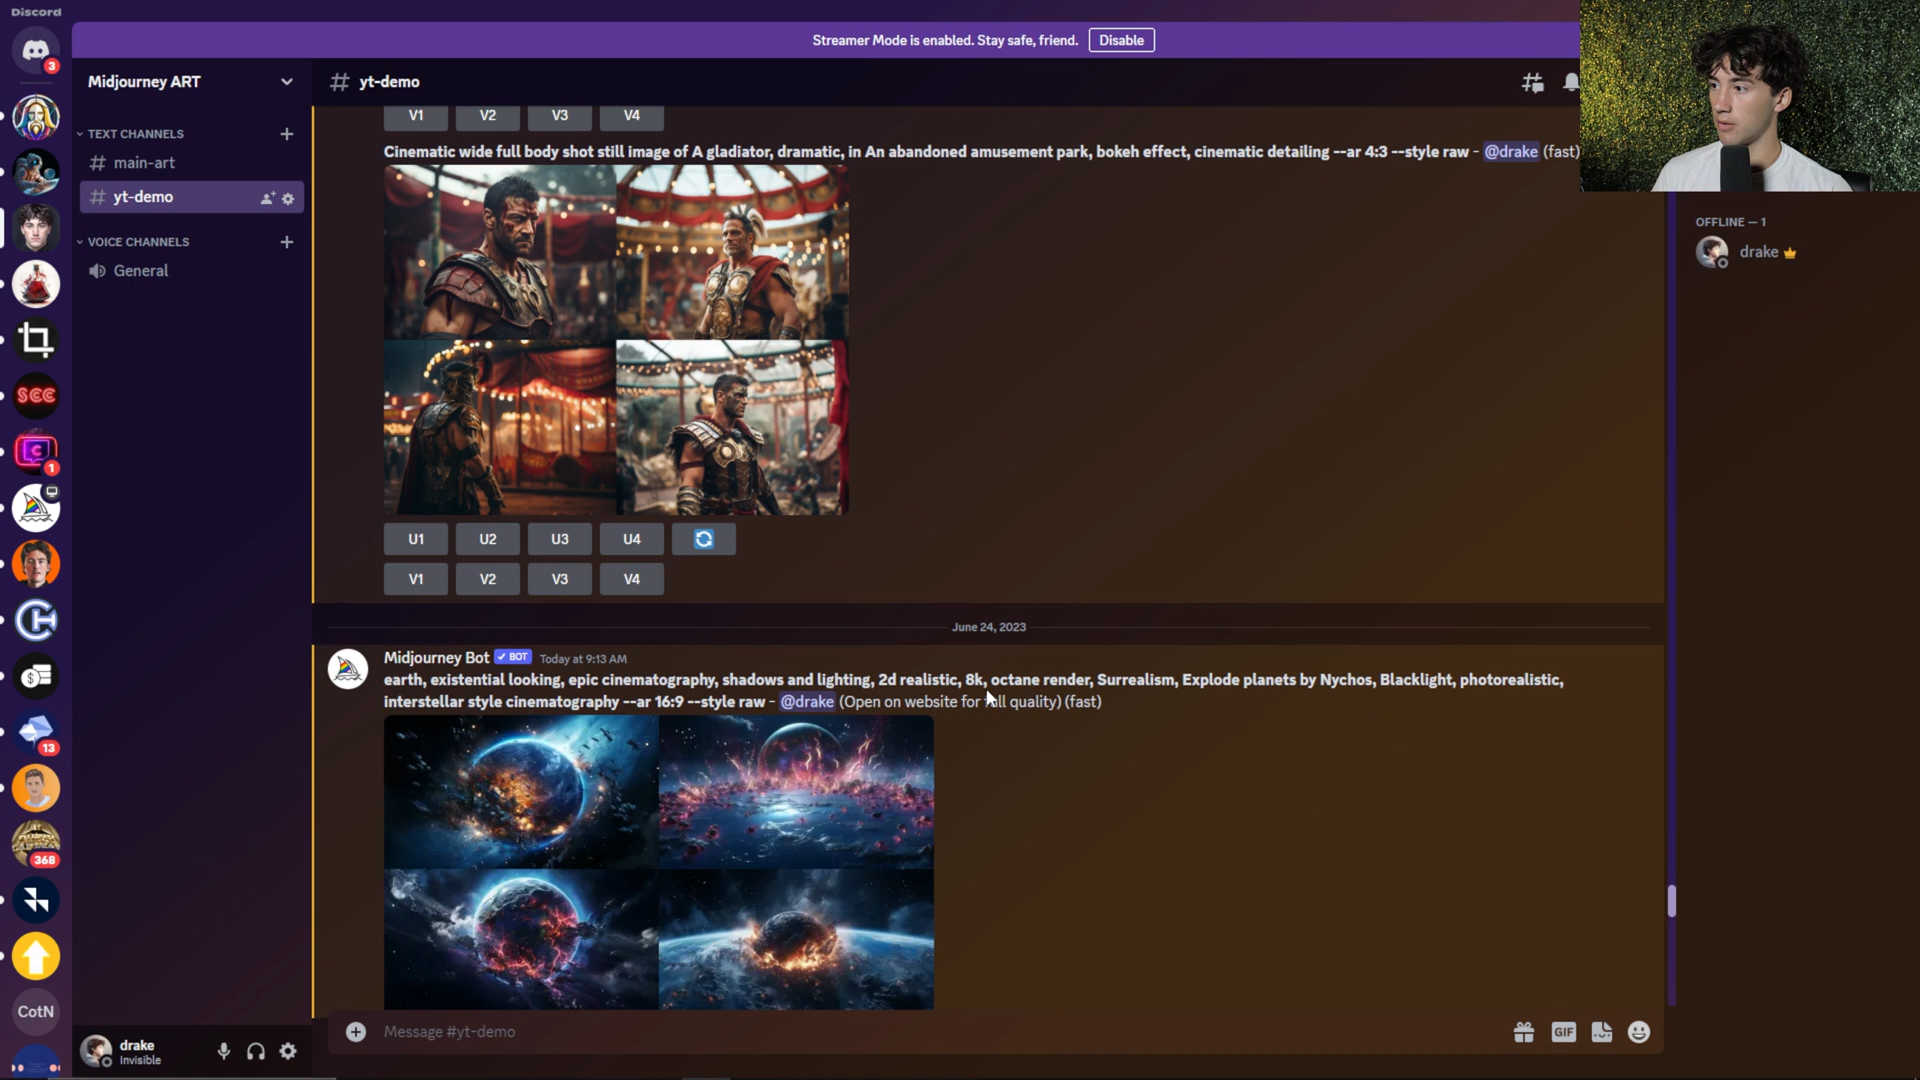 Discord
Streamer Mode is enabled. Stay safe, friend.
Disable
3
Midjourney ART
yt-demo
TEXT CHANNELS
main-art
yt-demo
VOICE CHANNELS
General
V1 V2 V3 V4
Cinematic wide full body shot still image of A gladiator, dramatic, in An abandoned amusement park, bokeh effect, cinematic detailing --ar 4:3 --style raw - @drake (fast)
U1 U2 U3 U4
V1 V2 V3 V4
OFFLINE — 1
drake
SCC
1
June 24, 2023
Midjourney Bot BOT Today at 9:13 AM
earth, existential looking, epic cinematography, shadows and lighting, 2d realistic, 8k, octane render, Surrealism, Explode planets by Nychos, Blacklight, photorealistic,
interstellar style cinematography --ar 16:9 --style raw - @drake (Open on website for full quality) (fast)
13
368
CotN
drake
Invisible
Message #yt-demo
GIF